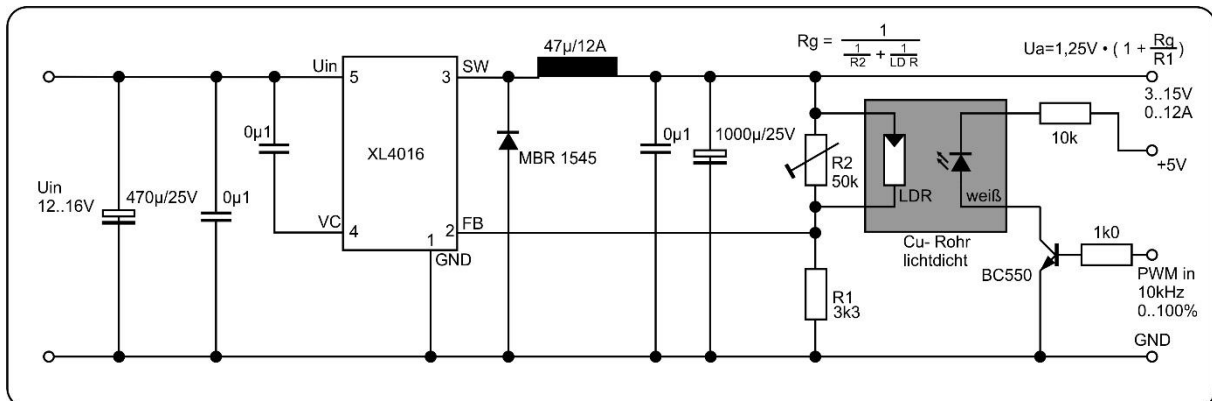 Uin
12..16V
470µ/25V
0µ1
0µ1
Uin
5
VC
4
XL4016
3
SW
2
FB
1
GND
47µ/12A
MBR 1545
0µ1
1000µ/25V
Rg = 1
1 + 1
R2 LD R
Ua=1,25V • ( 1 + Rg )
R1
R2
50k
LDR
weiß
Cu- Rohr
lichtdicht
R1
3k3
10k
3..15V
0..12A
+5V
BC550
1k0
PWM in
10kHz
0..100%
GND